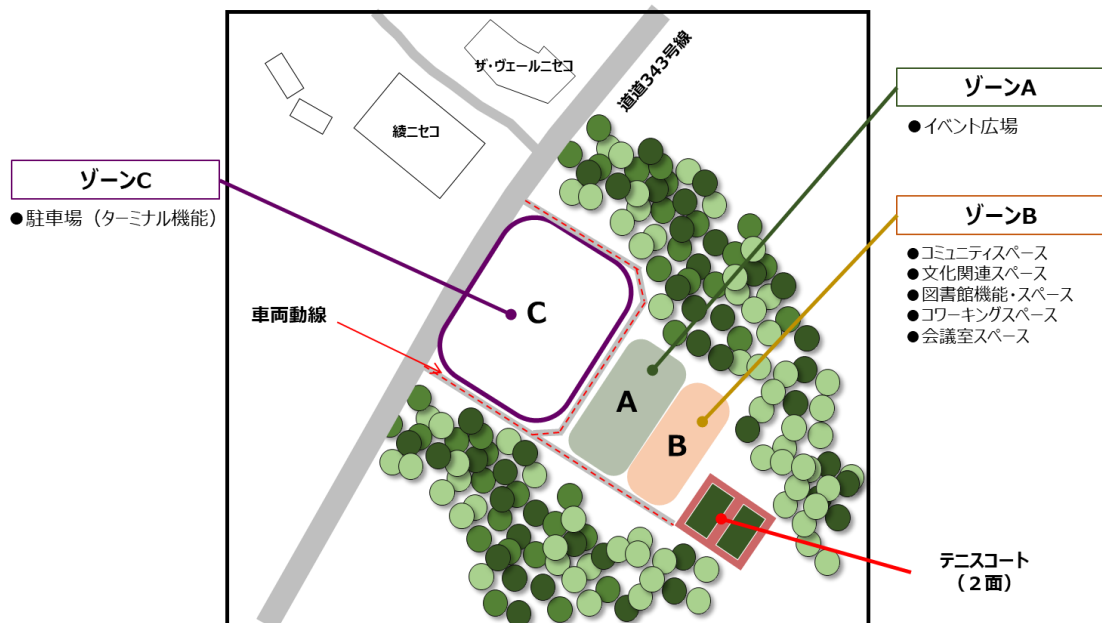 ザ・ヴェールニセコ
道道343号線
綾ニセコ
ゾーンA
●イベント広場
ゾーンC
●駐車場（ターミナル機能）
ゾーンB
●コミュニティスペース
●文化関連スペース
●図書館機能・スペース
●コワーキングスペース
●会議室スペース
車両動線
C
A
B
テニスコート
（２面）